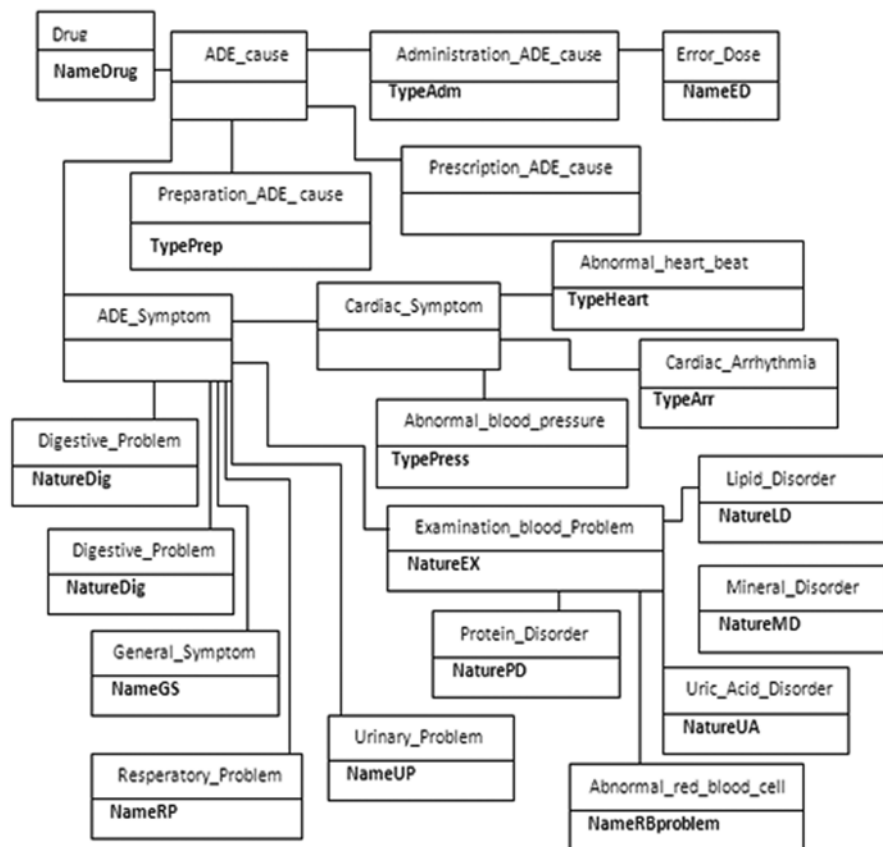 Drug
NameDrug
ADE_cause
Administration_ADE_cause
TypeAdm
Error_Dose
NameED
Preparation_ADE_cause
TypePrep
Prescription_ADE_cause
Abnormal_heart_beat
TypeHeart
ADE_Symptom
Cardiac_Symptom
Cardiac_Arrhythmia
TypeArr
Abnormal_blood_pressure
TypePress
Digestive_Problem
NatureDig
Lipid_Disorder
NatureLD
Examination_blood_Problem
NatureEX
Digestive_Problem
NatureDig
Mineral_Disorder
NatureMD
Protein_Disorder
NaturePD
General_Symptom
NameGS
Uric_Acid_Disorder
NatureUA
Urinary_Problem
NameUP
Resperatory_Problem
NameRP
Abnormal_red_blood_cell
NameRBproblem